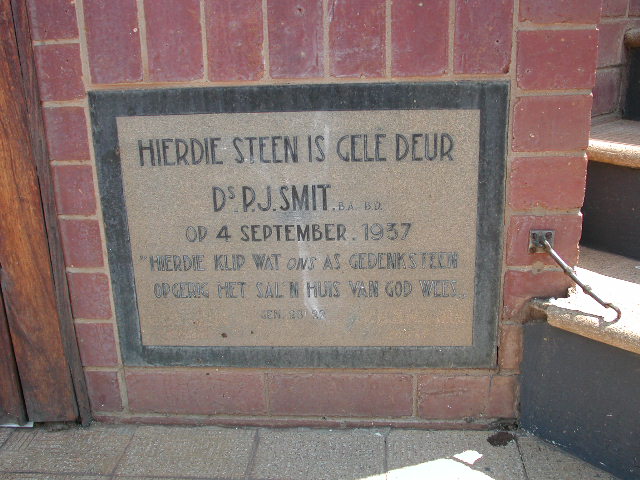 HIERDIE STEEN IS GELE DEUR
DS. P.J. SMIT. B.A. B.D.
OP 4 SEPTEMBER. 1937
"HIERDIE KLIP WAT ONS AS GEDENKSTEEN
OPGERIG HET SAL 'N HUIS VAN GOD WEES„
GEN. 28:22